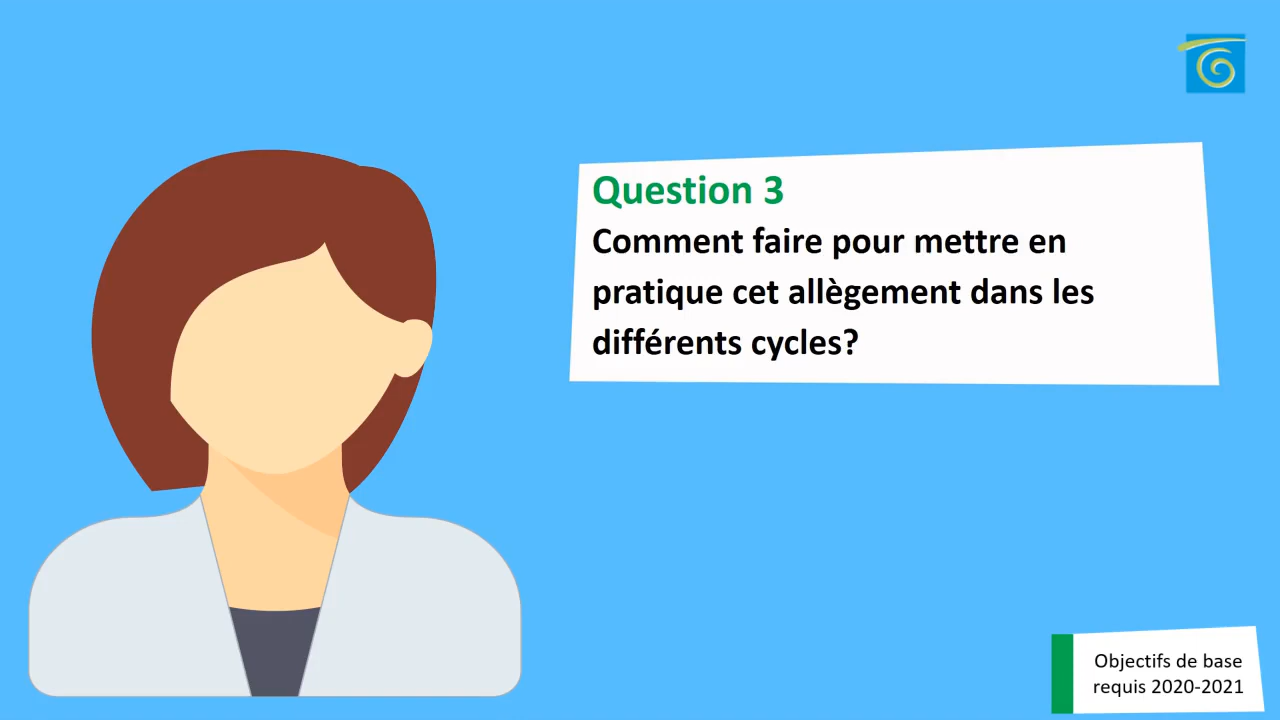 Question 3
Comment faire pour mettre en
pratique cet allègement dans les
différents cycles?
Objectifs de base
requis 2020-2021